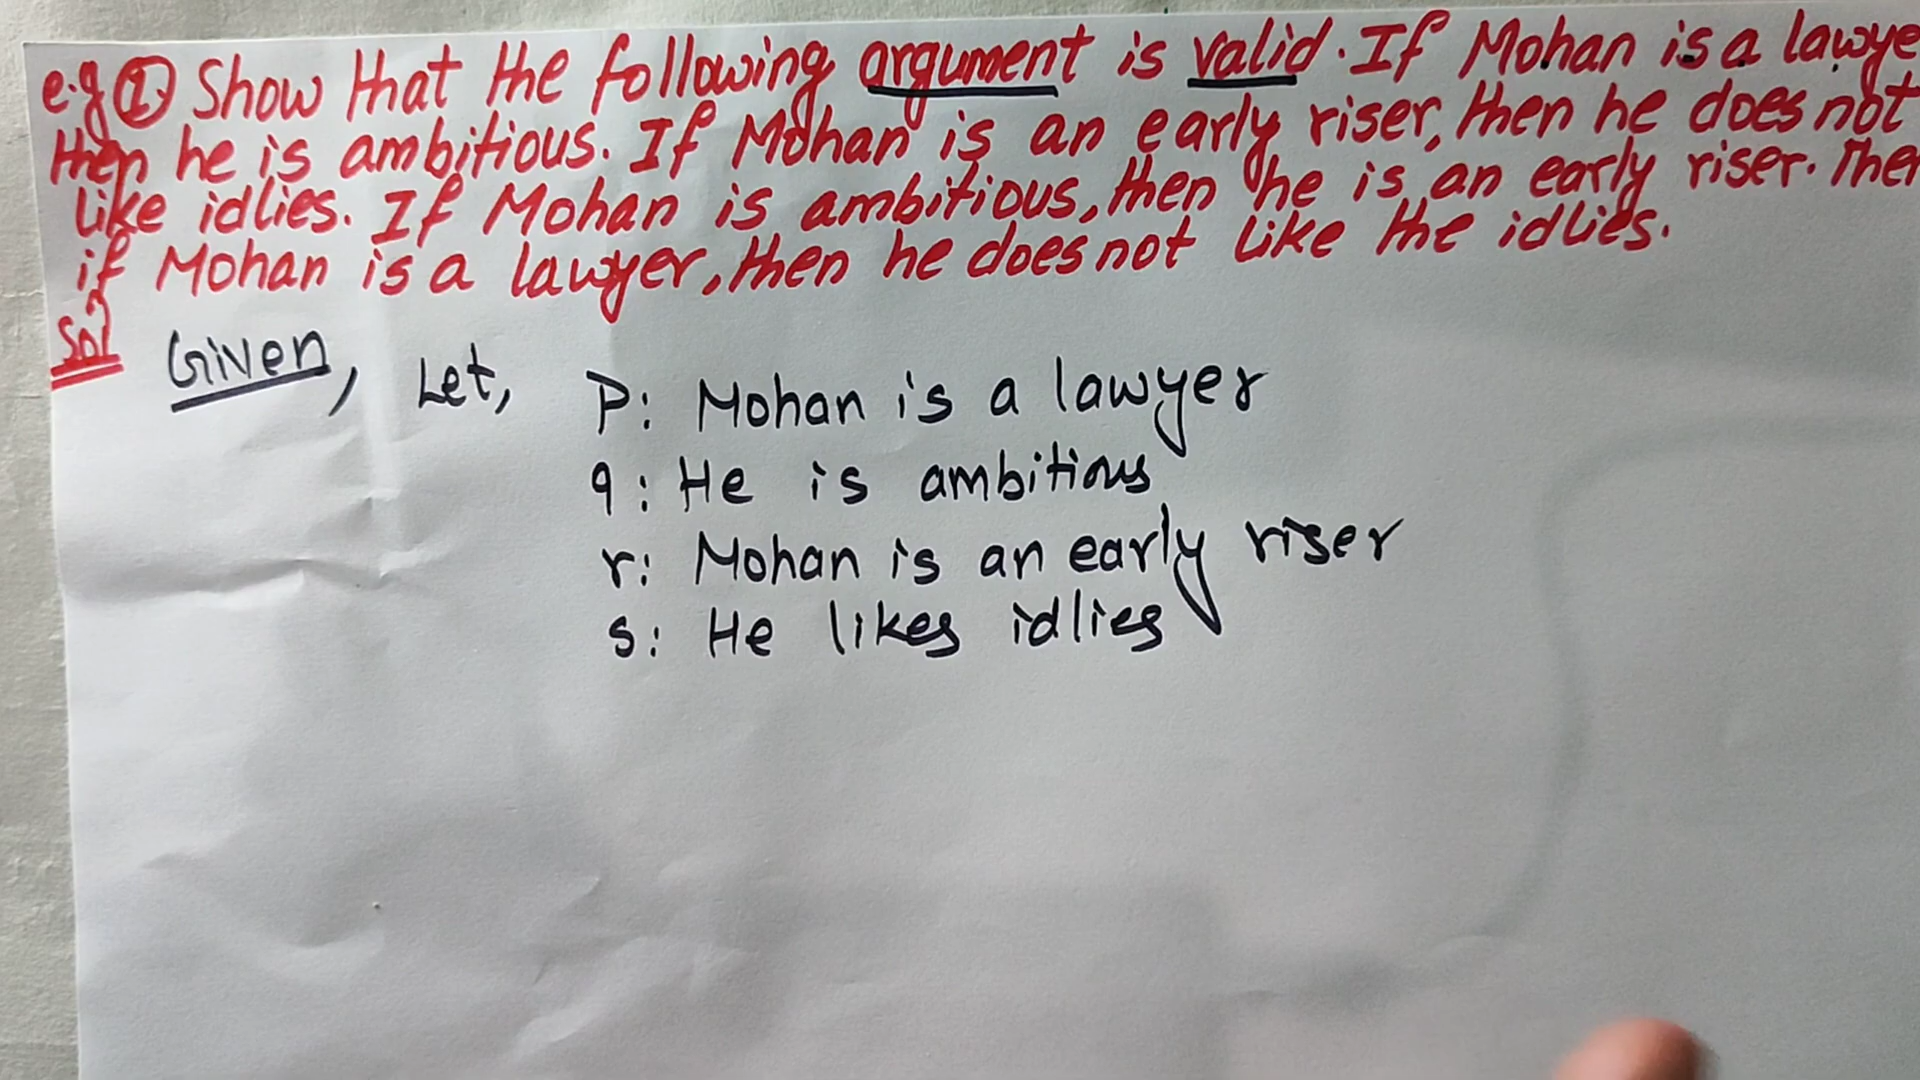 e.g ① Show that the following argument is valid. If Mohan is a lawye
then he is ambitious. If Mohan is an early riser, then he does not
like idlies. If Mohan is ambitious, then he is an early riser. Then
if Mohan is a lawyer, then he does not like the idlies.
Sol
Given, Let, P: Mohan is a lawyer
q: He is ambitious
r: Mohan is an early riser
s: He likes idlies